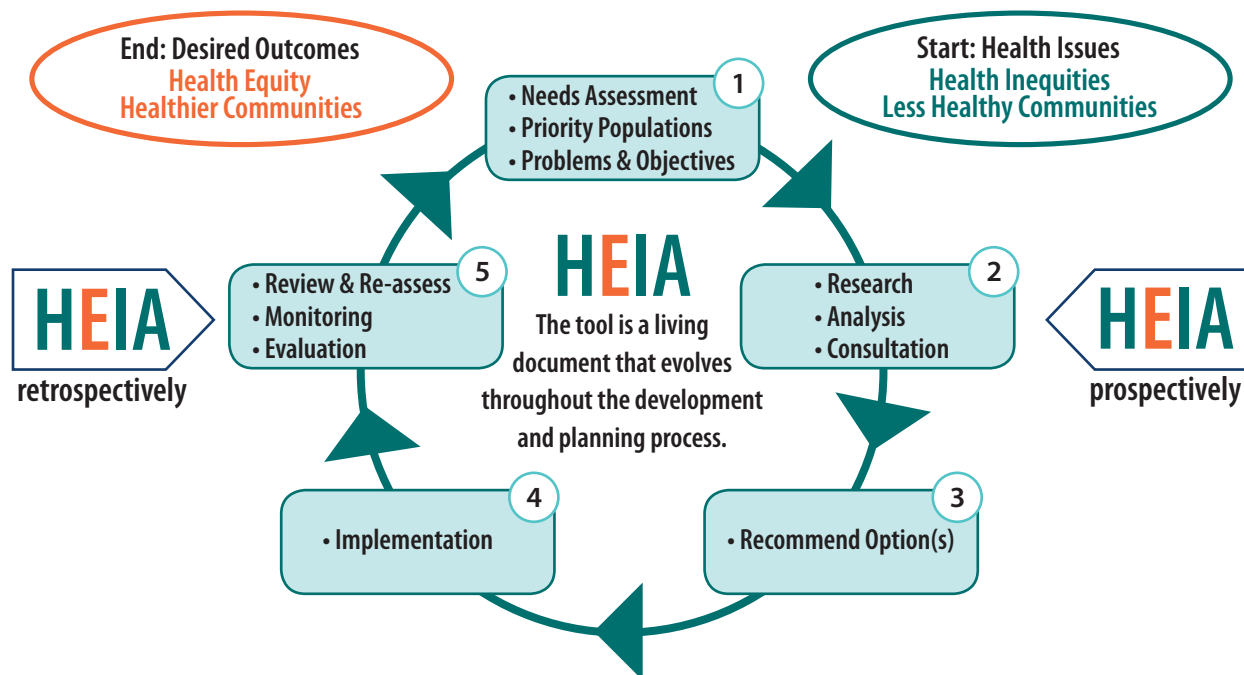 End: Desired Outcomes
Health Equity
Healthier Communities
Start: Health Issues
Health Inequities
Less Healthy Communities
1
• Needs Assessment
• Priority Populations
• Problems & Objectives
2
• Research
• Analysis
• Consultation
3
• Recommend Option(s)
4
• Implementation
5
• Review & Re-assess
• Monitoring
• Evaluation
HEIA
The tool is a living
document that evolves
throughout the development
and planning process.
HEIA
retrospectively
HEIA
prospectively